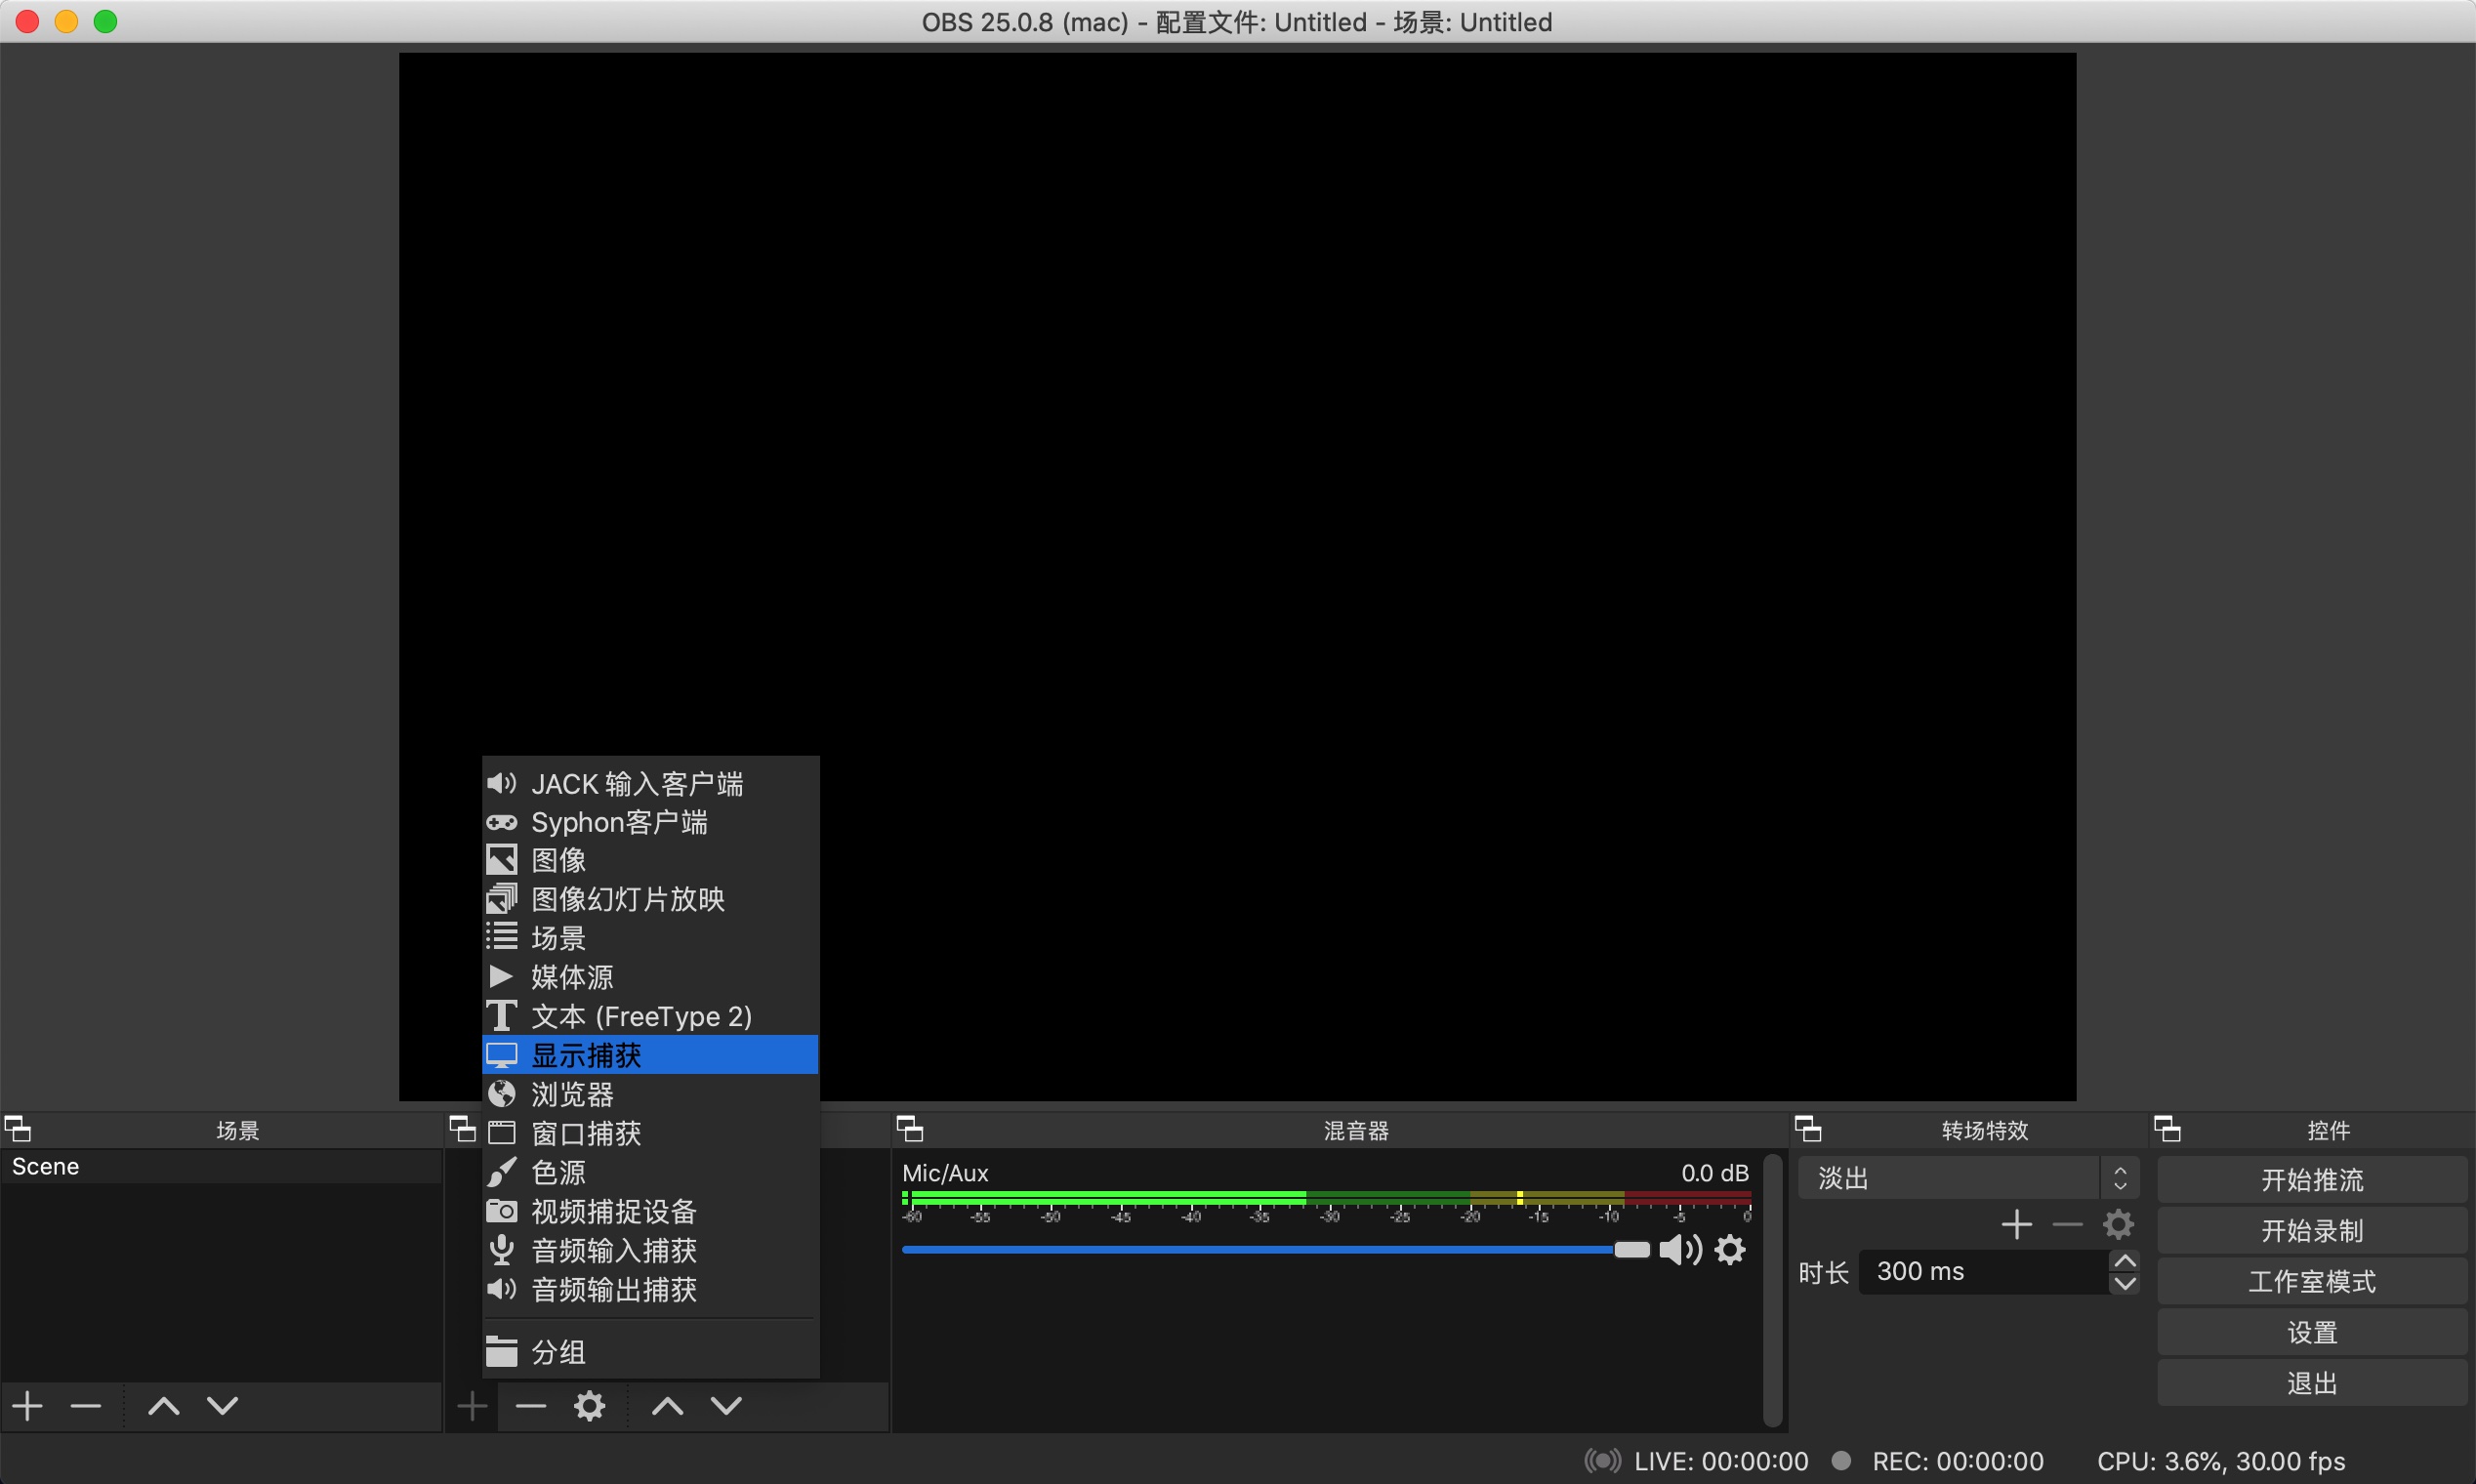 OBS 25.0.8 (mac) - 配置文件: Untitled - 场景: Untitled
JACK 输入客户端
Syphon客户端
图像
图像幻灯片放映
场景
媒体源
文本 (FreeType 2)
显示捕获
浏览器
窗口捕获
色源
视频捕捉设备
音频输入捕获
音频输出捕获
分组
场景
Scene
混音器
Mic/Aux 0.0 dB
-60 -55 -50 -45 -40 -35 -30 -25 -20 -15 -10 -5 0
转场特效
淡出
时长 300 ms
控件
开始推流
开始录制
工作室模式
设置
退出
LIVE: 00:00:00 REC: 00:00:00 CPU: 3.6%, 30.00 fps